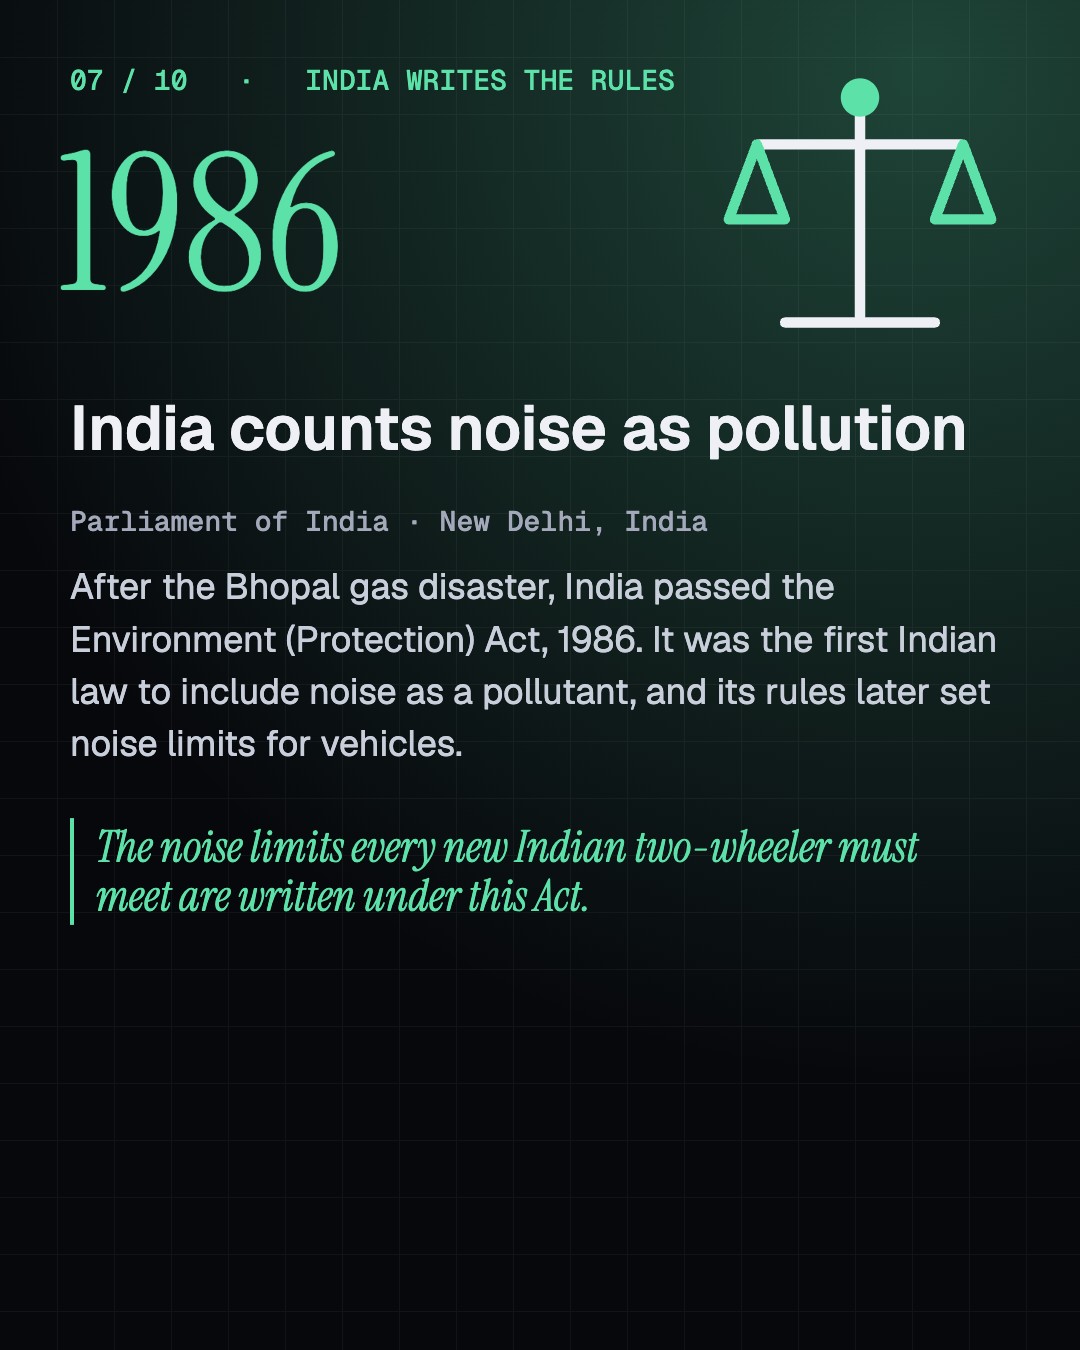 07 / 10 · INDIA WRITES THE RULES
1986
India counts noise as pollution
Parliament of India · New Delhi, India
After the Bhopal gas disaster, India passed the
Environment (Protection) Act, 1986. It was the first Indian
law to include noise as a pollutant, and its rules later set
noise limits for vehicles.
The noise limits every new Indian two-wheeler must
meet are written under this Act.